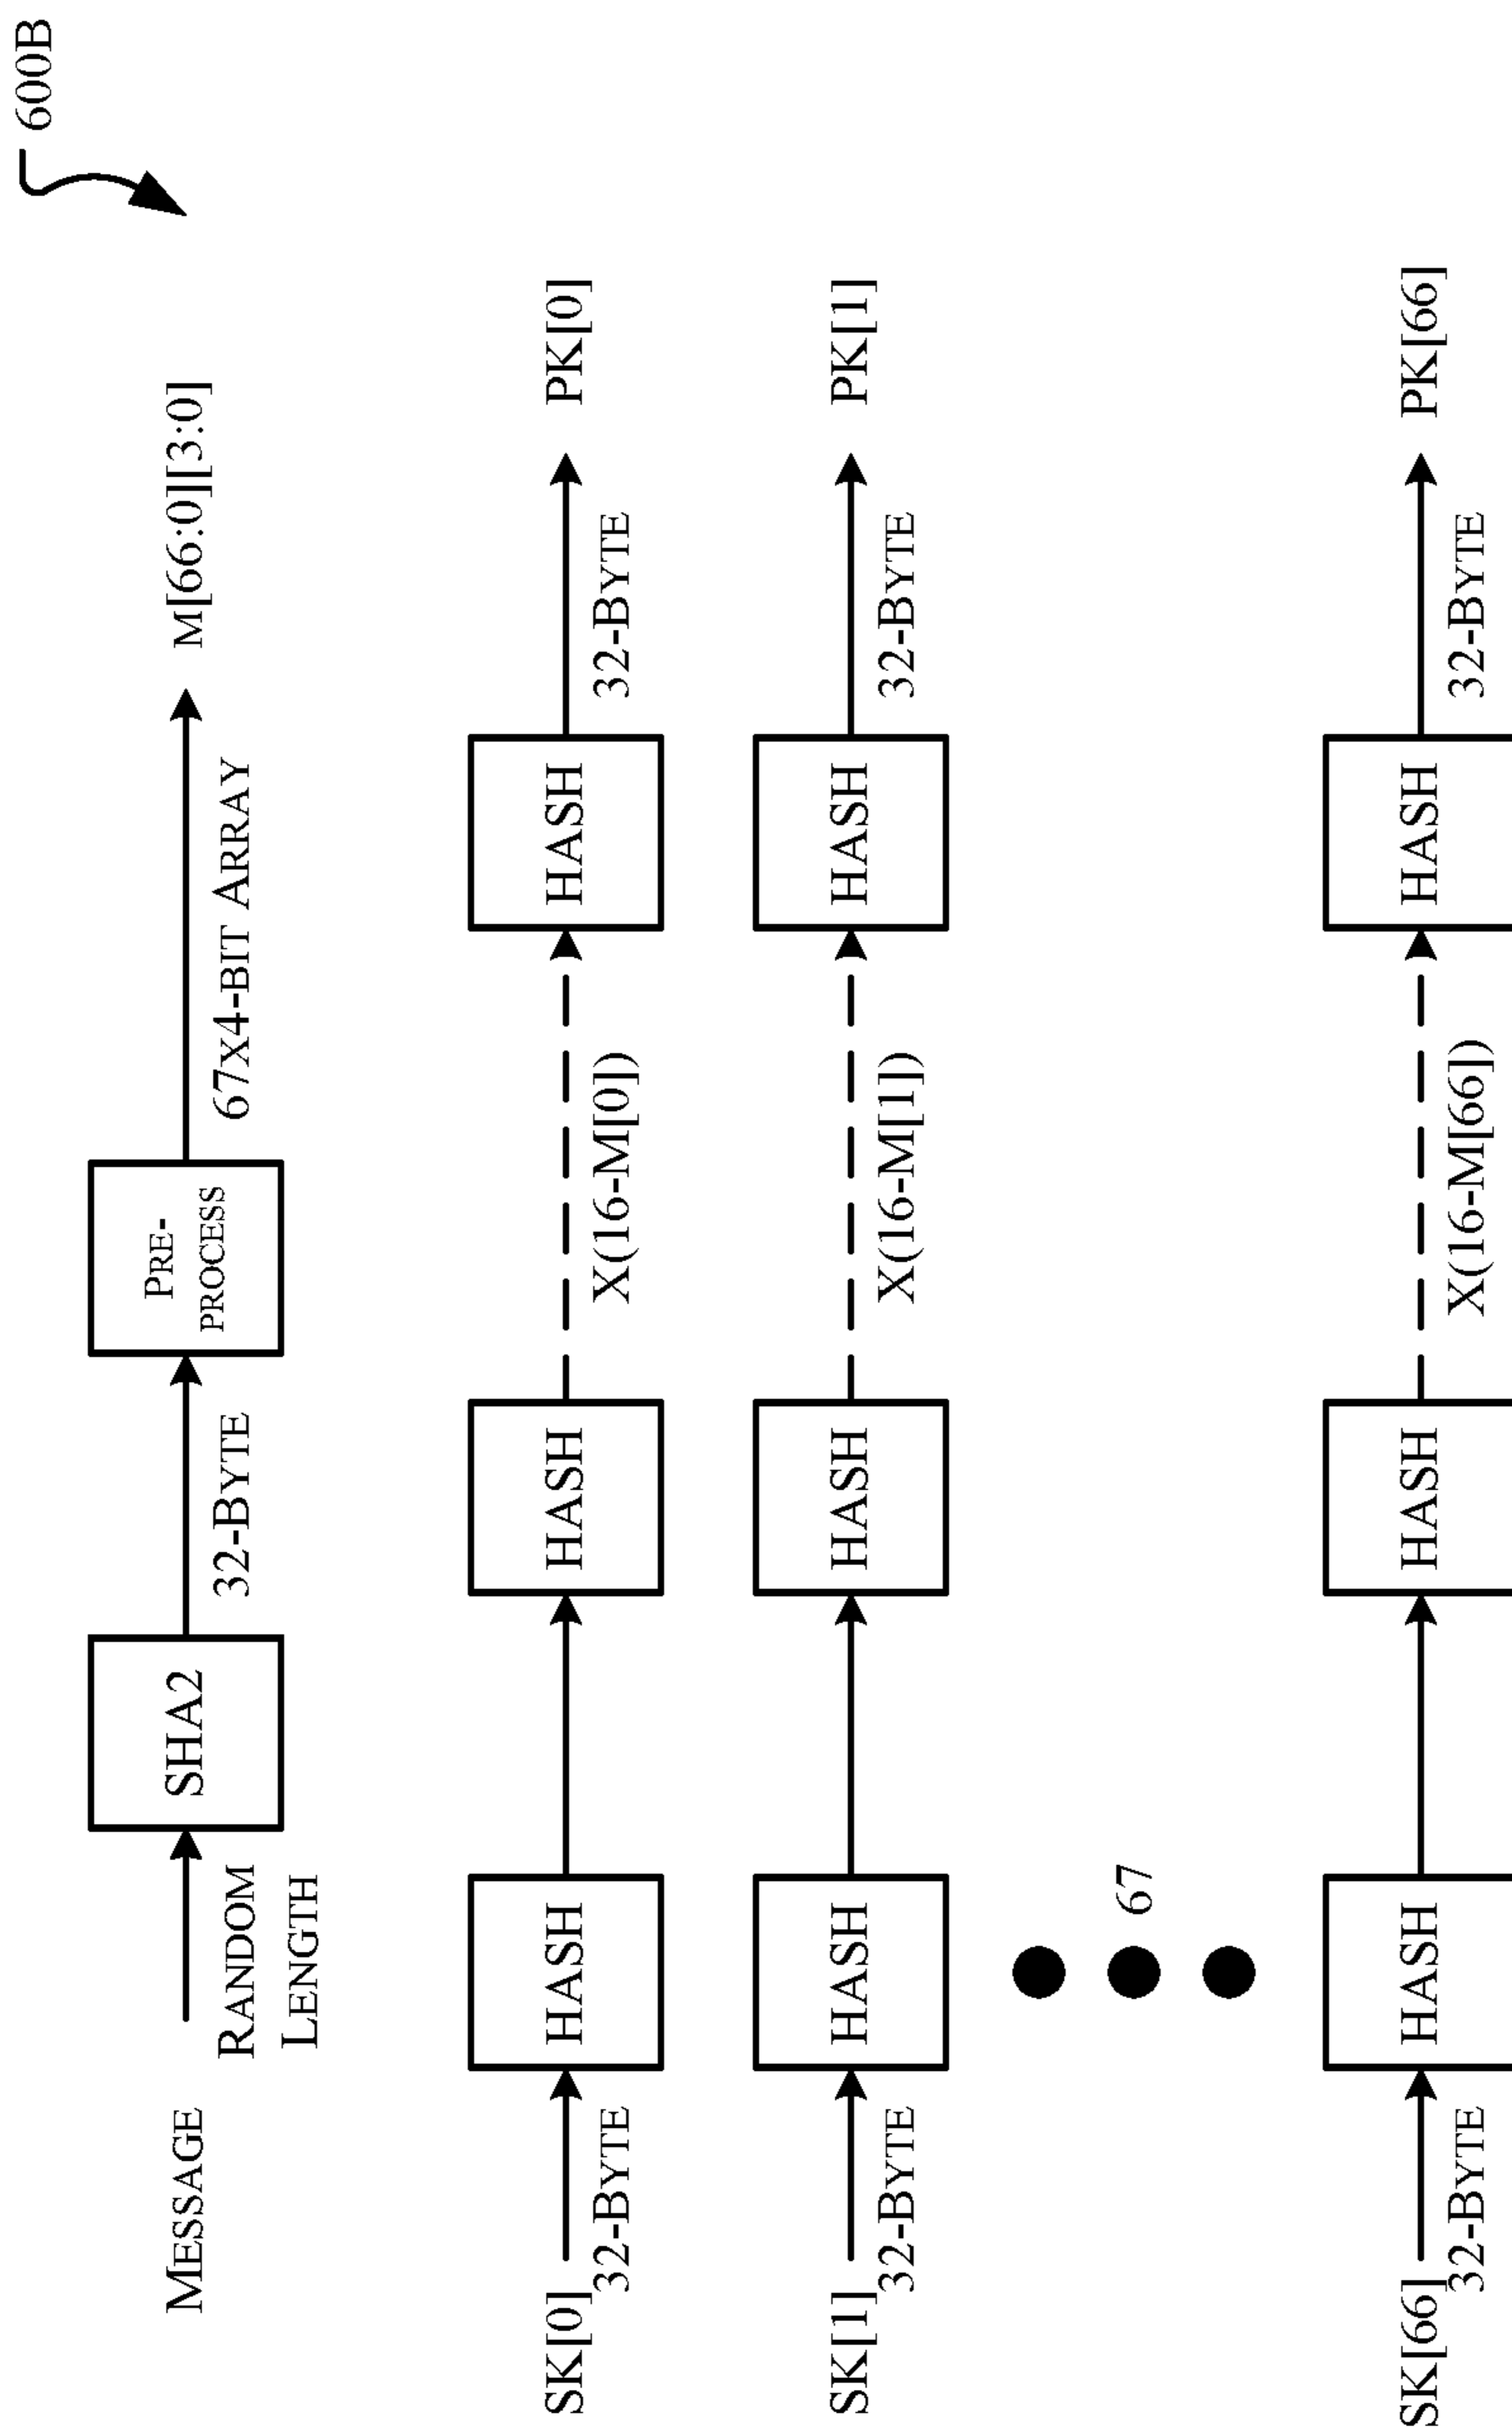 600B
MESSAGE
RANDOM
LENGTH
SHA2
32-BYTE
PRE-
PROCESS
67X4-BIT ARRAY
M[66:0][3:0]
SK[0]
32-BYTE
HASH
HASH
X(16-M[0])
HASH
32-BYTE
PK[0]
SK[1]
32-BYTE
HASH
HASH
X(16-M[1])
HASH
32-BYTE
PK[1]
67
SK[66]
32-BYTE
HASH
HASH
X(16-M[66])
HASH
32-BYTE
PK[66]